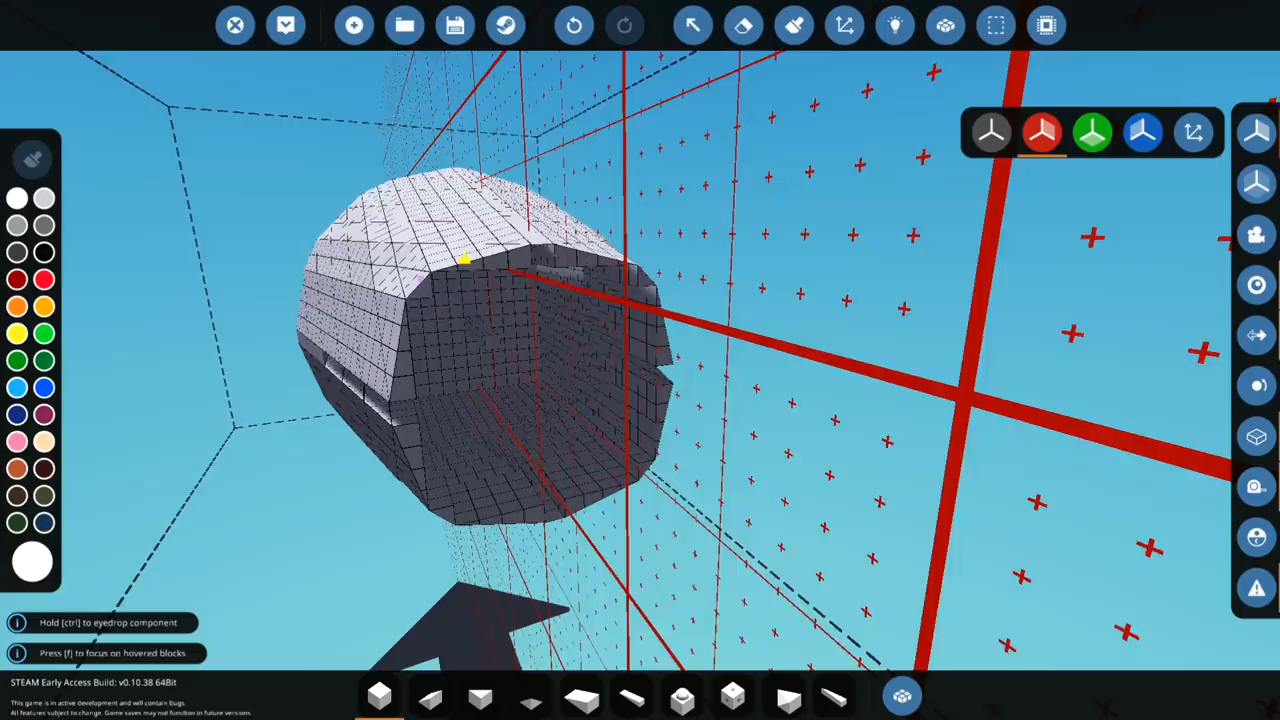 Hold [ctrl] to eyedrop component
Press [f] to focus on hovered blocks
STEAM Early Access Build: v0.10.38 64Bit
This game is in active development and will contain bugs.
All features subject to change. Game saves may not function in future versions.